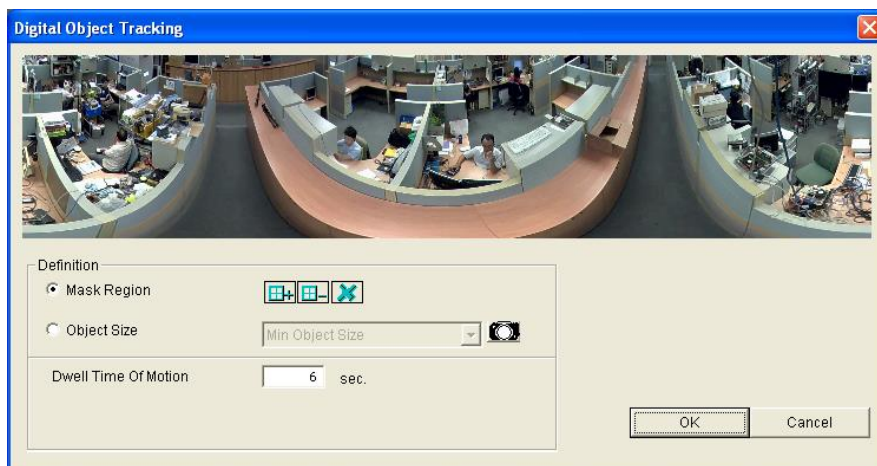 Digital Object Tracking
Definition
Mask Region
Object Size
Min Object Size
Dwell Time Of Motion
6 sec.
OK
Cancel